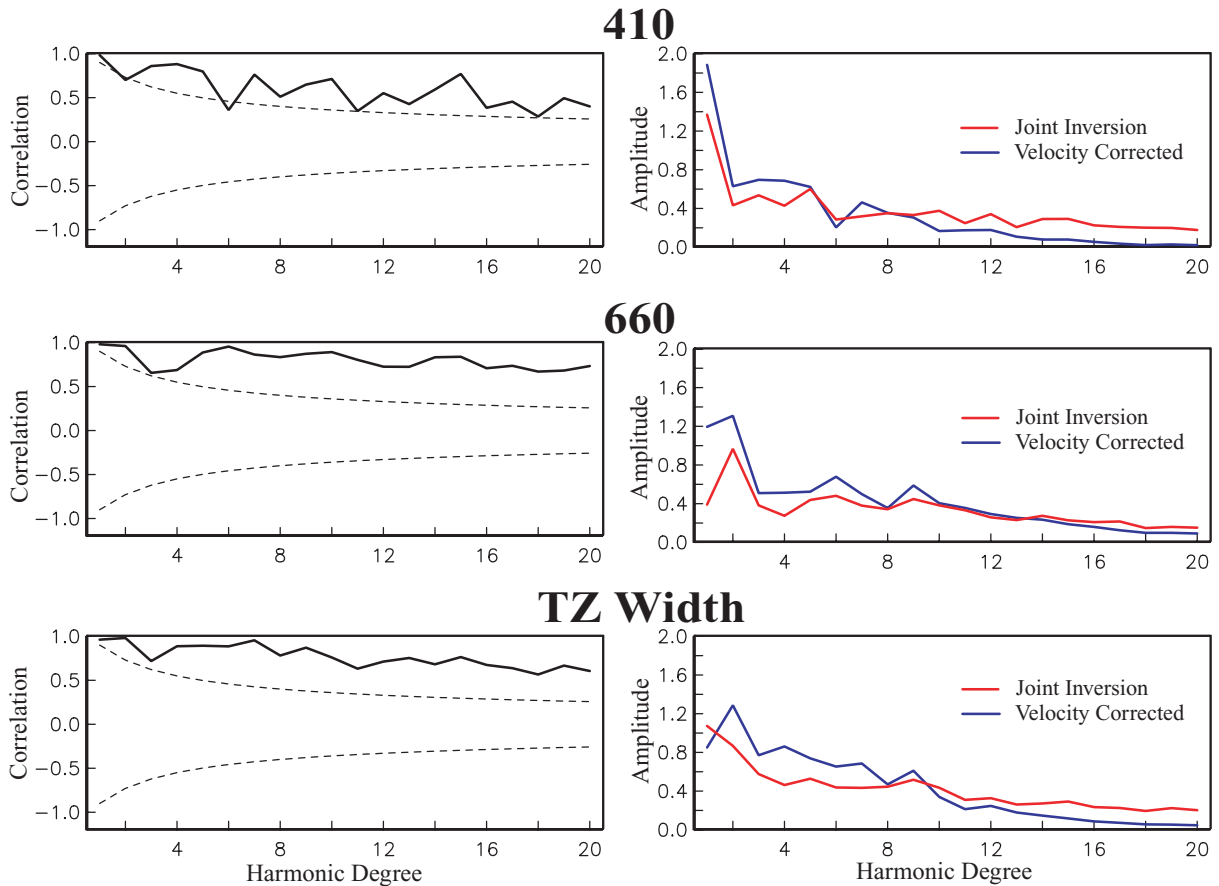 410
1.0
0.5
0.0
−0.5
−1.0
Correlation
4 8 12 16 20
2.0
1.6
1.2
0.8
0.4
0.0
Amplitude
Joint Inversion
Velocity Corrected
4 8 12 16 20
660
1.0
0.5
0.0
−0.5
−1.0
Correlation
4 8 12 16 20
2.0
1.6
1.2
0.8
0.4
0.0
Amplitude
Joint Inversion
Velocity Corrected
4 8 12 16 20
TZ Width
1.0
0.5
0.0
−0.5
−1.0
Correlation
4 8 12 16 20
Harmonic Degree
2.0
1.6
1.2
0.8
0.4
0.0
Amplitude
Joint Inversion
Velocity Corrected
4 8 12 16 20
Harmonic Degree